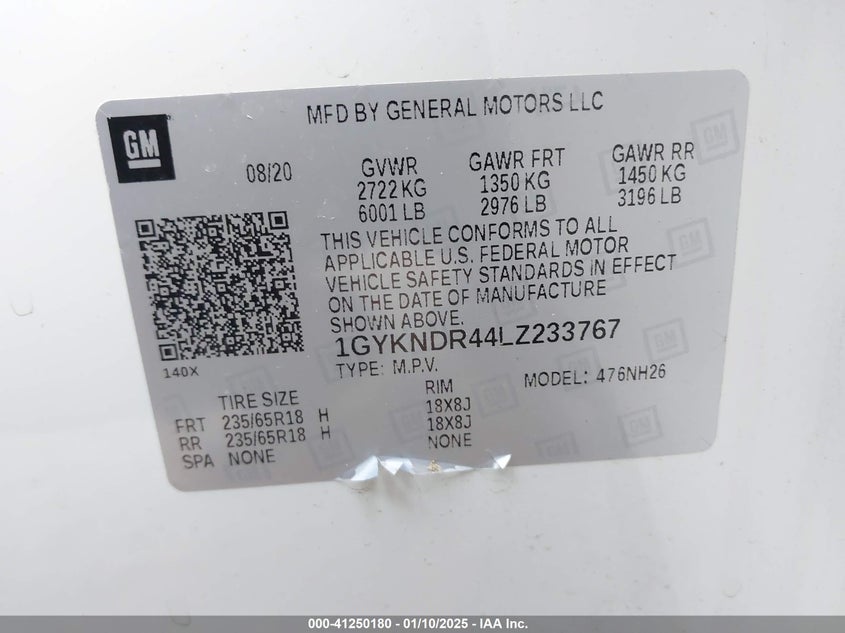 MFD BY GENERAL MOTORS LLC
GM
08/20
GVWR
2722 KG
6001 LB
GAWR FRT
1350 KG
2976 LB
GAWR RR
1450 KG
3196 LB
THIS VEHICLE CONFORMS TO ALL
APPLICABLE U.S. FEDERAL MOTOR
VEHICLE SAFETY STANDARDS IN EFFECT
ON THE DATE OF MANUFACTURE
SHOWN ABOVE.
1GYKNDR44LZ233767
140X
TYPE: M.P.V.
MODEL: 476NH26
TIRE SIZE
RIM
FRT 235/65R18 H 18X8J
RR 235/65R18 H 18X8J
SPA NONE NONE
000-41250180 — 01/10/2025 — IAA Inc.